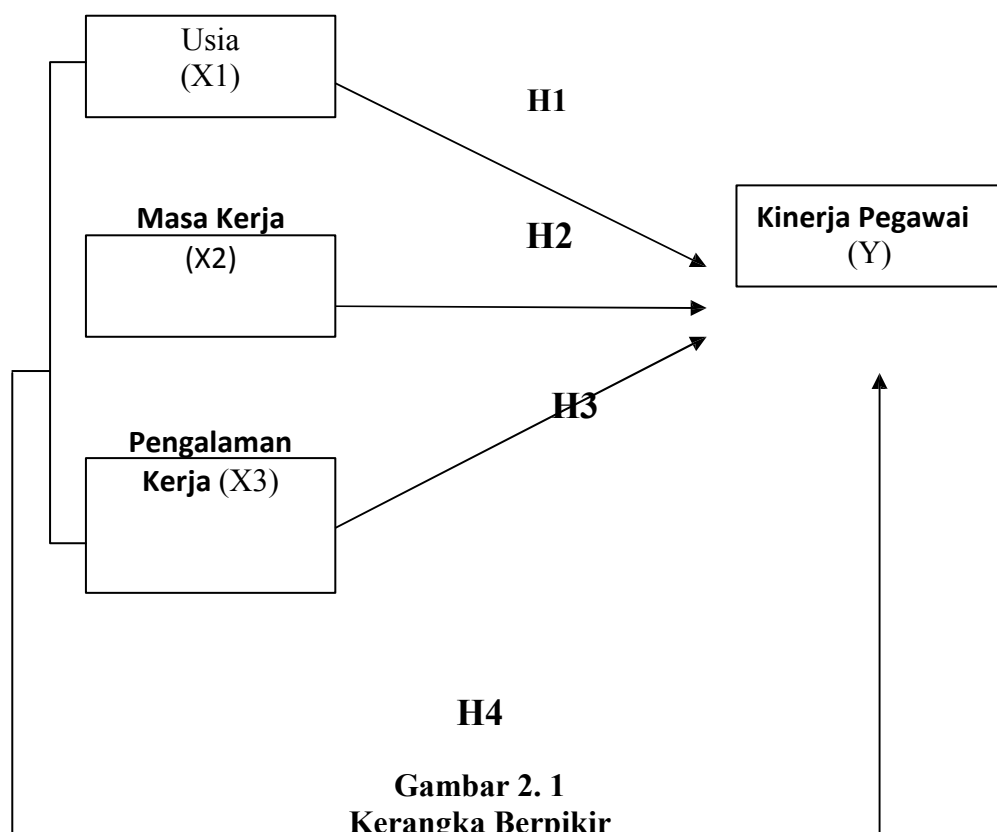 Usia
(X1)
H1
Masa Kerja
(X2)
H2
Kinerja Pegawai
(Y)
Pengalaman
Kerja (X3)
H3
H4
Gambar 2. 1
Kerangka Berpikir